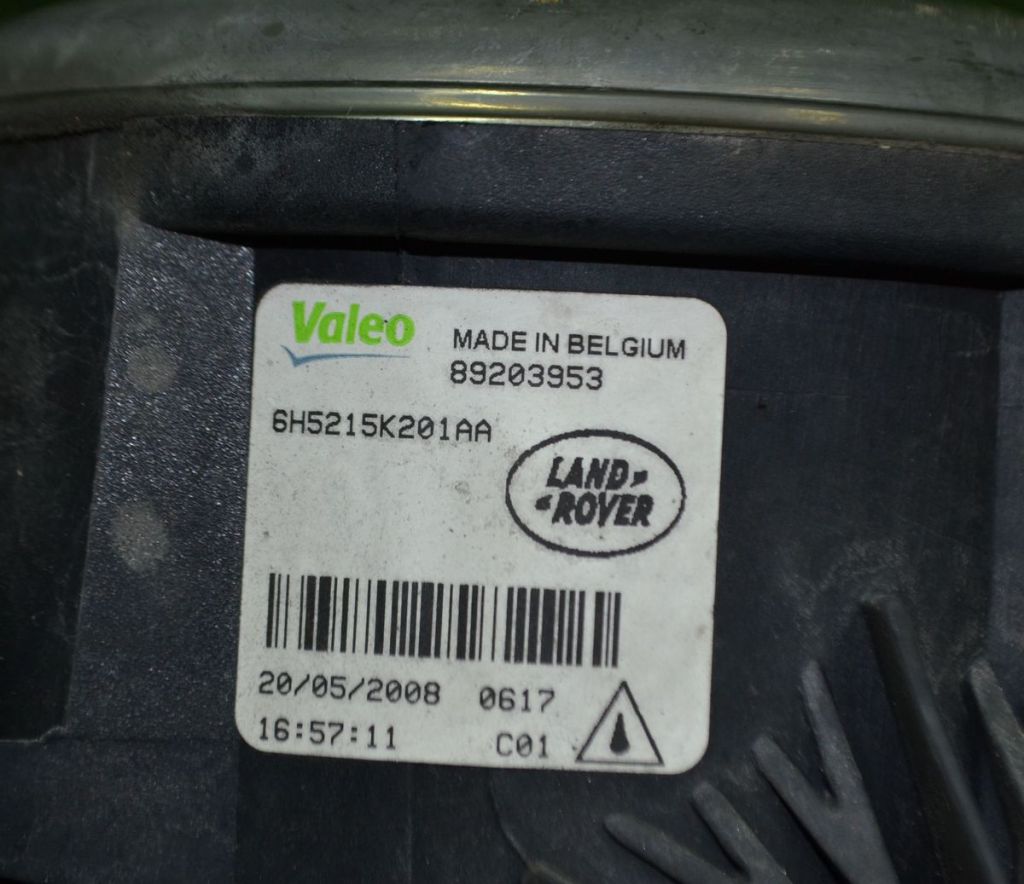 Valeo
MADE IN BELGIUM
89203953
6H5215K201AA
LAND
ROVER
20/05/2008 0617
16:57:11 C01